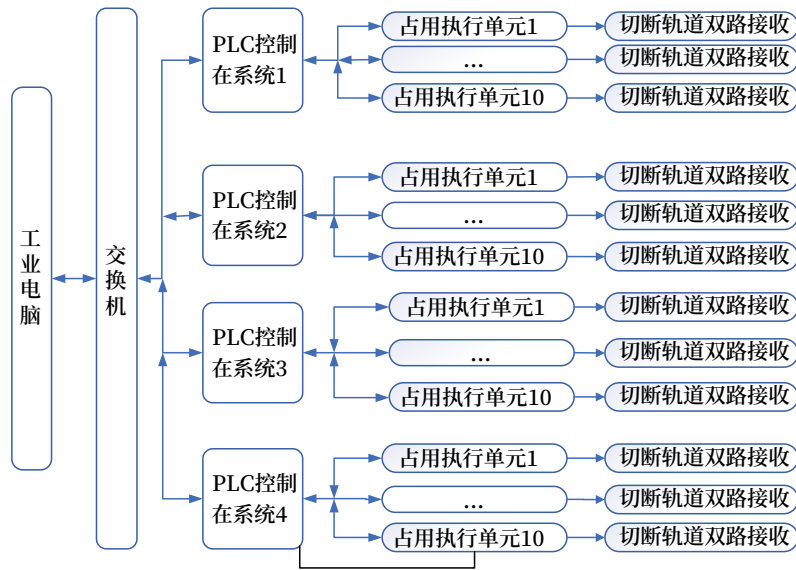 工业电脑
交换机
PLC控制
在系统1
占用执行单元1
切断轨道双路接收
...
切断轨道双路接收
占用执行单元10
切断轨道双路接收
PLC控制
在系统2
占用执行单元1
切断轨道双路接收
...
切断轨道双路接收
占用执行单元10
切断轨道双路接收
PLC控制
在系统3
占用执行单元1
切断轨道双路接收
...
切断轨道双路接收
占用执行单元10
切断轨道双路接收
PLC控制
在系统4
占用执行单元1
切断轨道双路接收
...
切断轨道双路接收
占用执行单元10
切断轨道双路接收